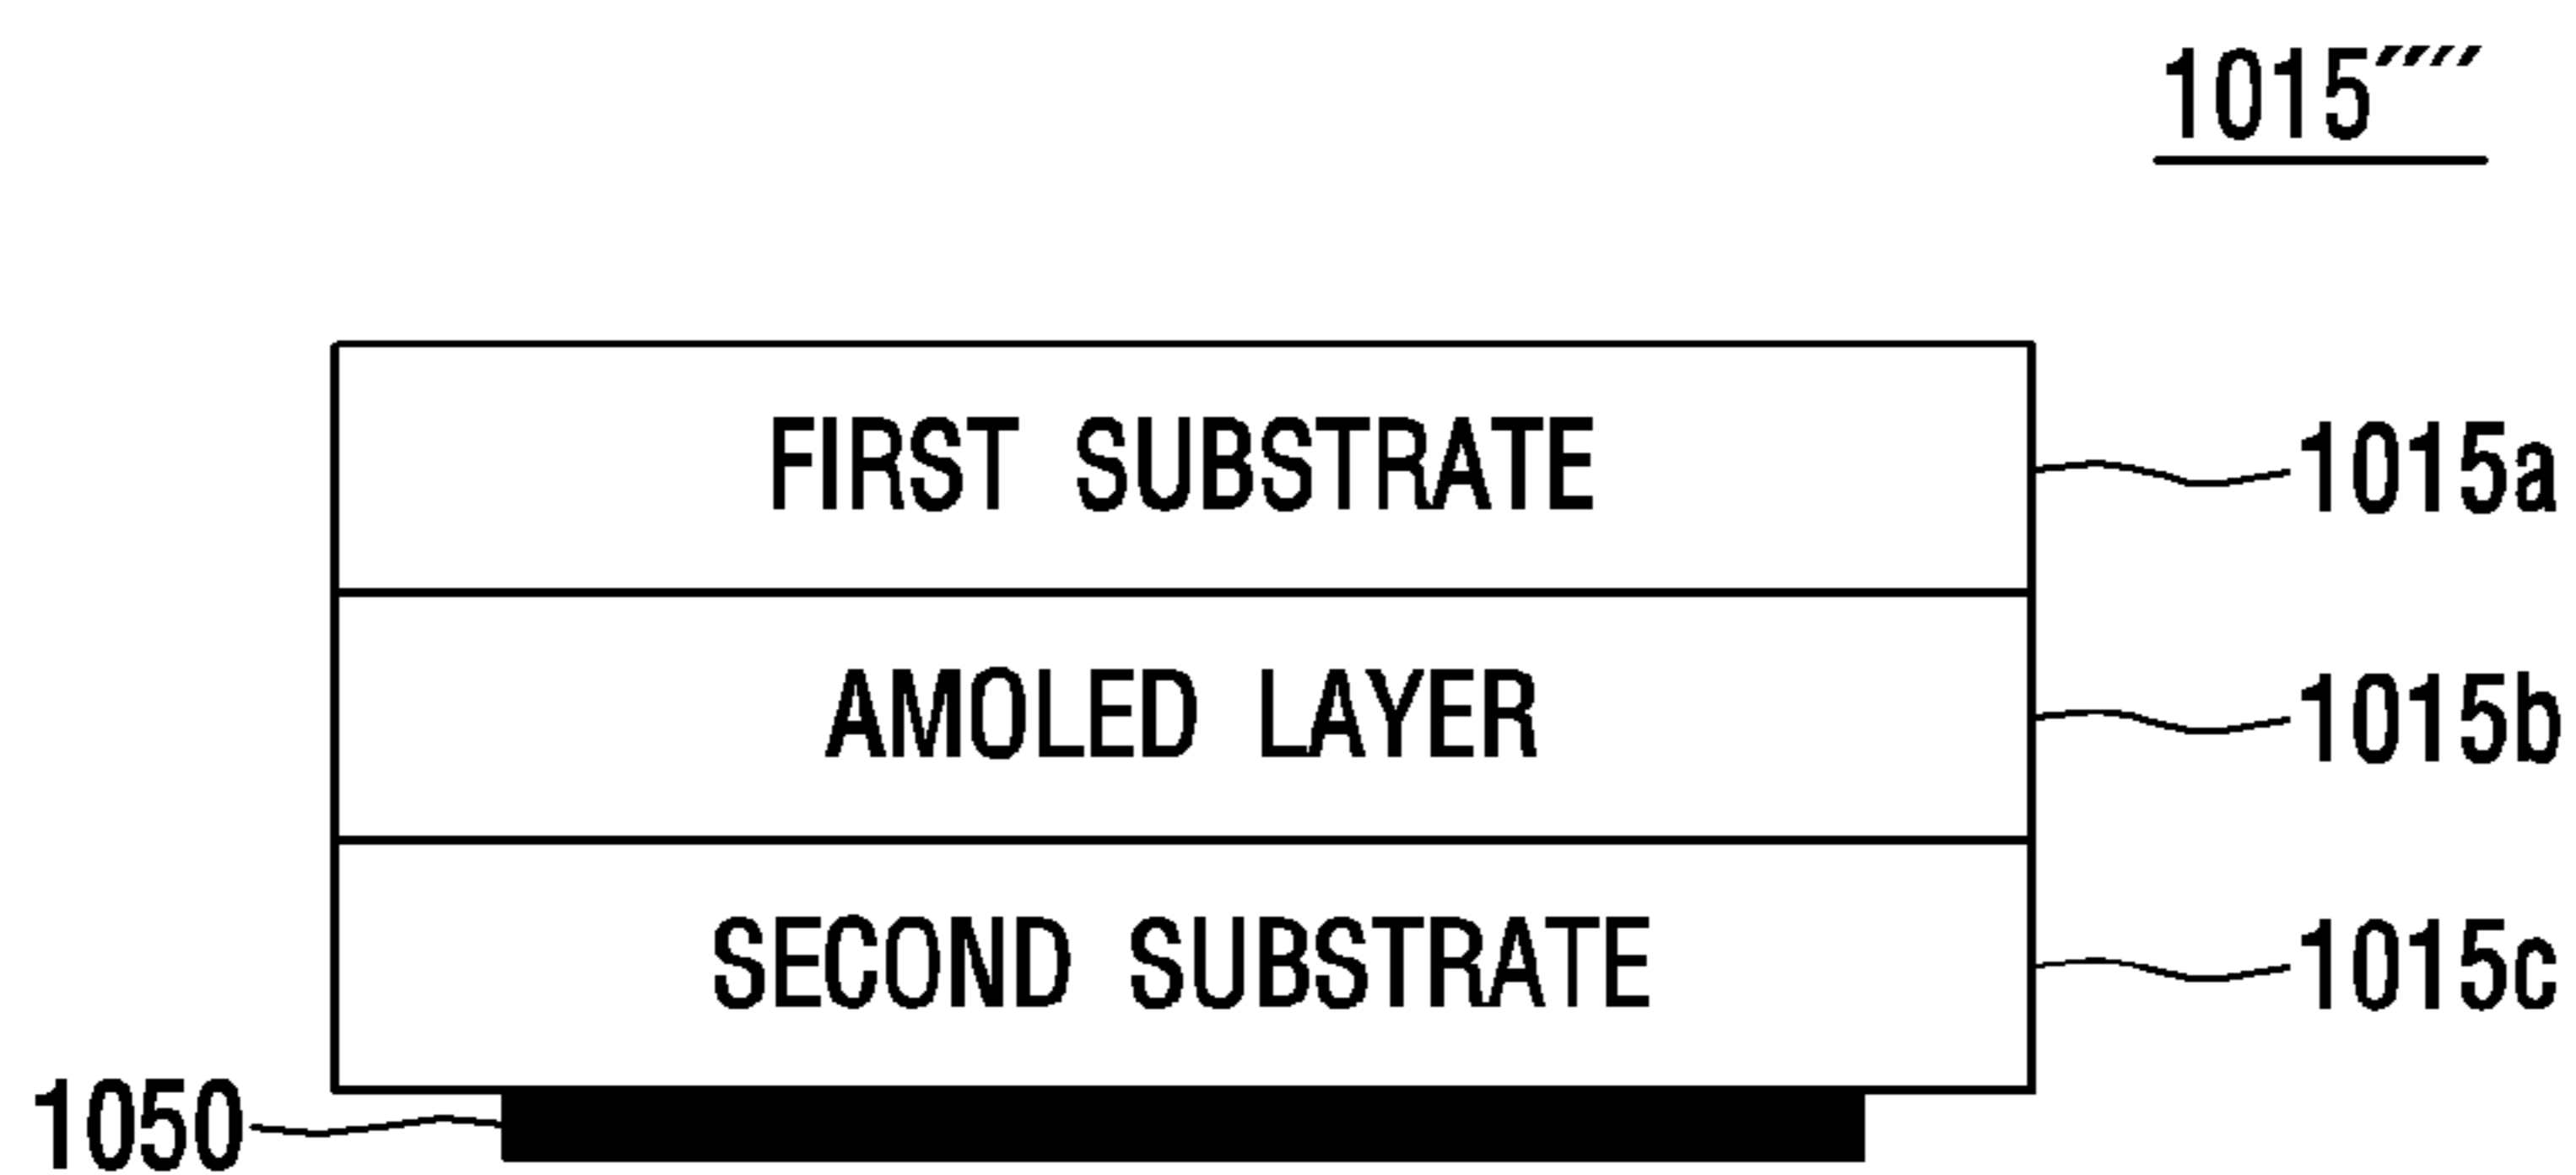 1015′′′′
FIRST SUBSTRATE
1015a
AMOLED LAYER
1015b
SECOND SUBSTRATE
1015c
1050